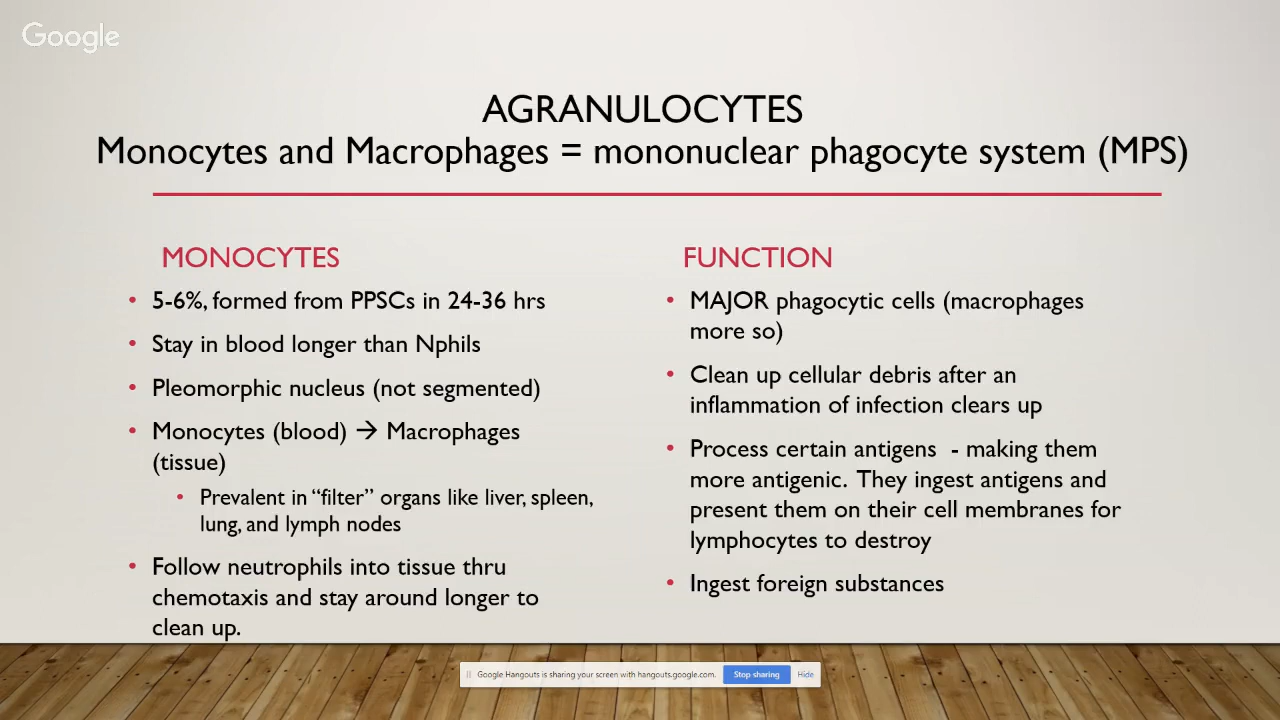 Google
AGRANULOCYTES
Monocytes and Macrophages = mononuclear phagocyte system (MPS)
MONOCYTES
• 5-6%, formed from PPSCs in 24-36 hrs
• Stay in blood longer than Nphils
• Pleomorphic nucleus (not segmented)
• Monocytes (blood) → Macrophages
(tissue)
• Prevalent in “filter” organs like liver, spleen,
lung, and lymph nodes
• Follow neutrophils into tissue thru
chemotaxis and stay around longer to
clean up.
FUNCTION
• MAJOR phagocytic cells (macrophages
more so)
• Clean up cellular debris after an
inflammation of infection clears up
• Process certain antigens - making them
more antigenic. They ingest antigens and
present them on their cell membranes for
lymphocytes to destroy
• Ingest foreign substances
Google Hangouts is sharing your screen with hangouts.google.com.
Stop sharing
Hide